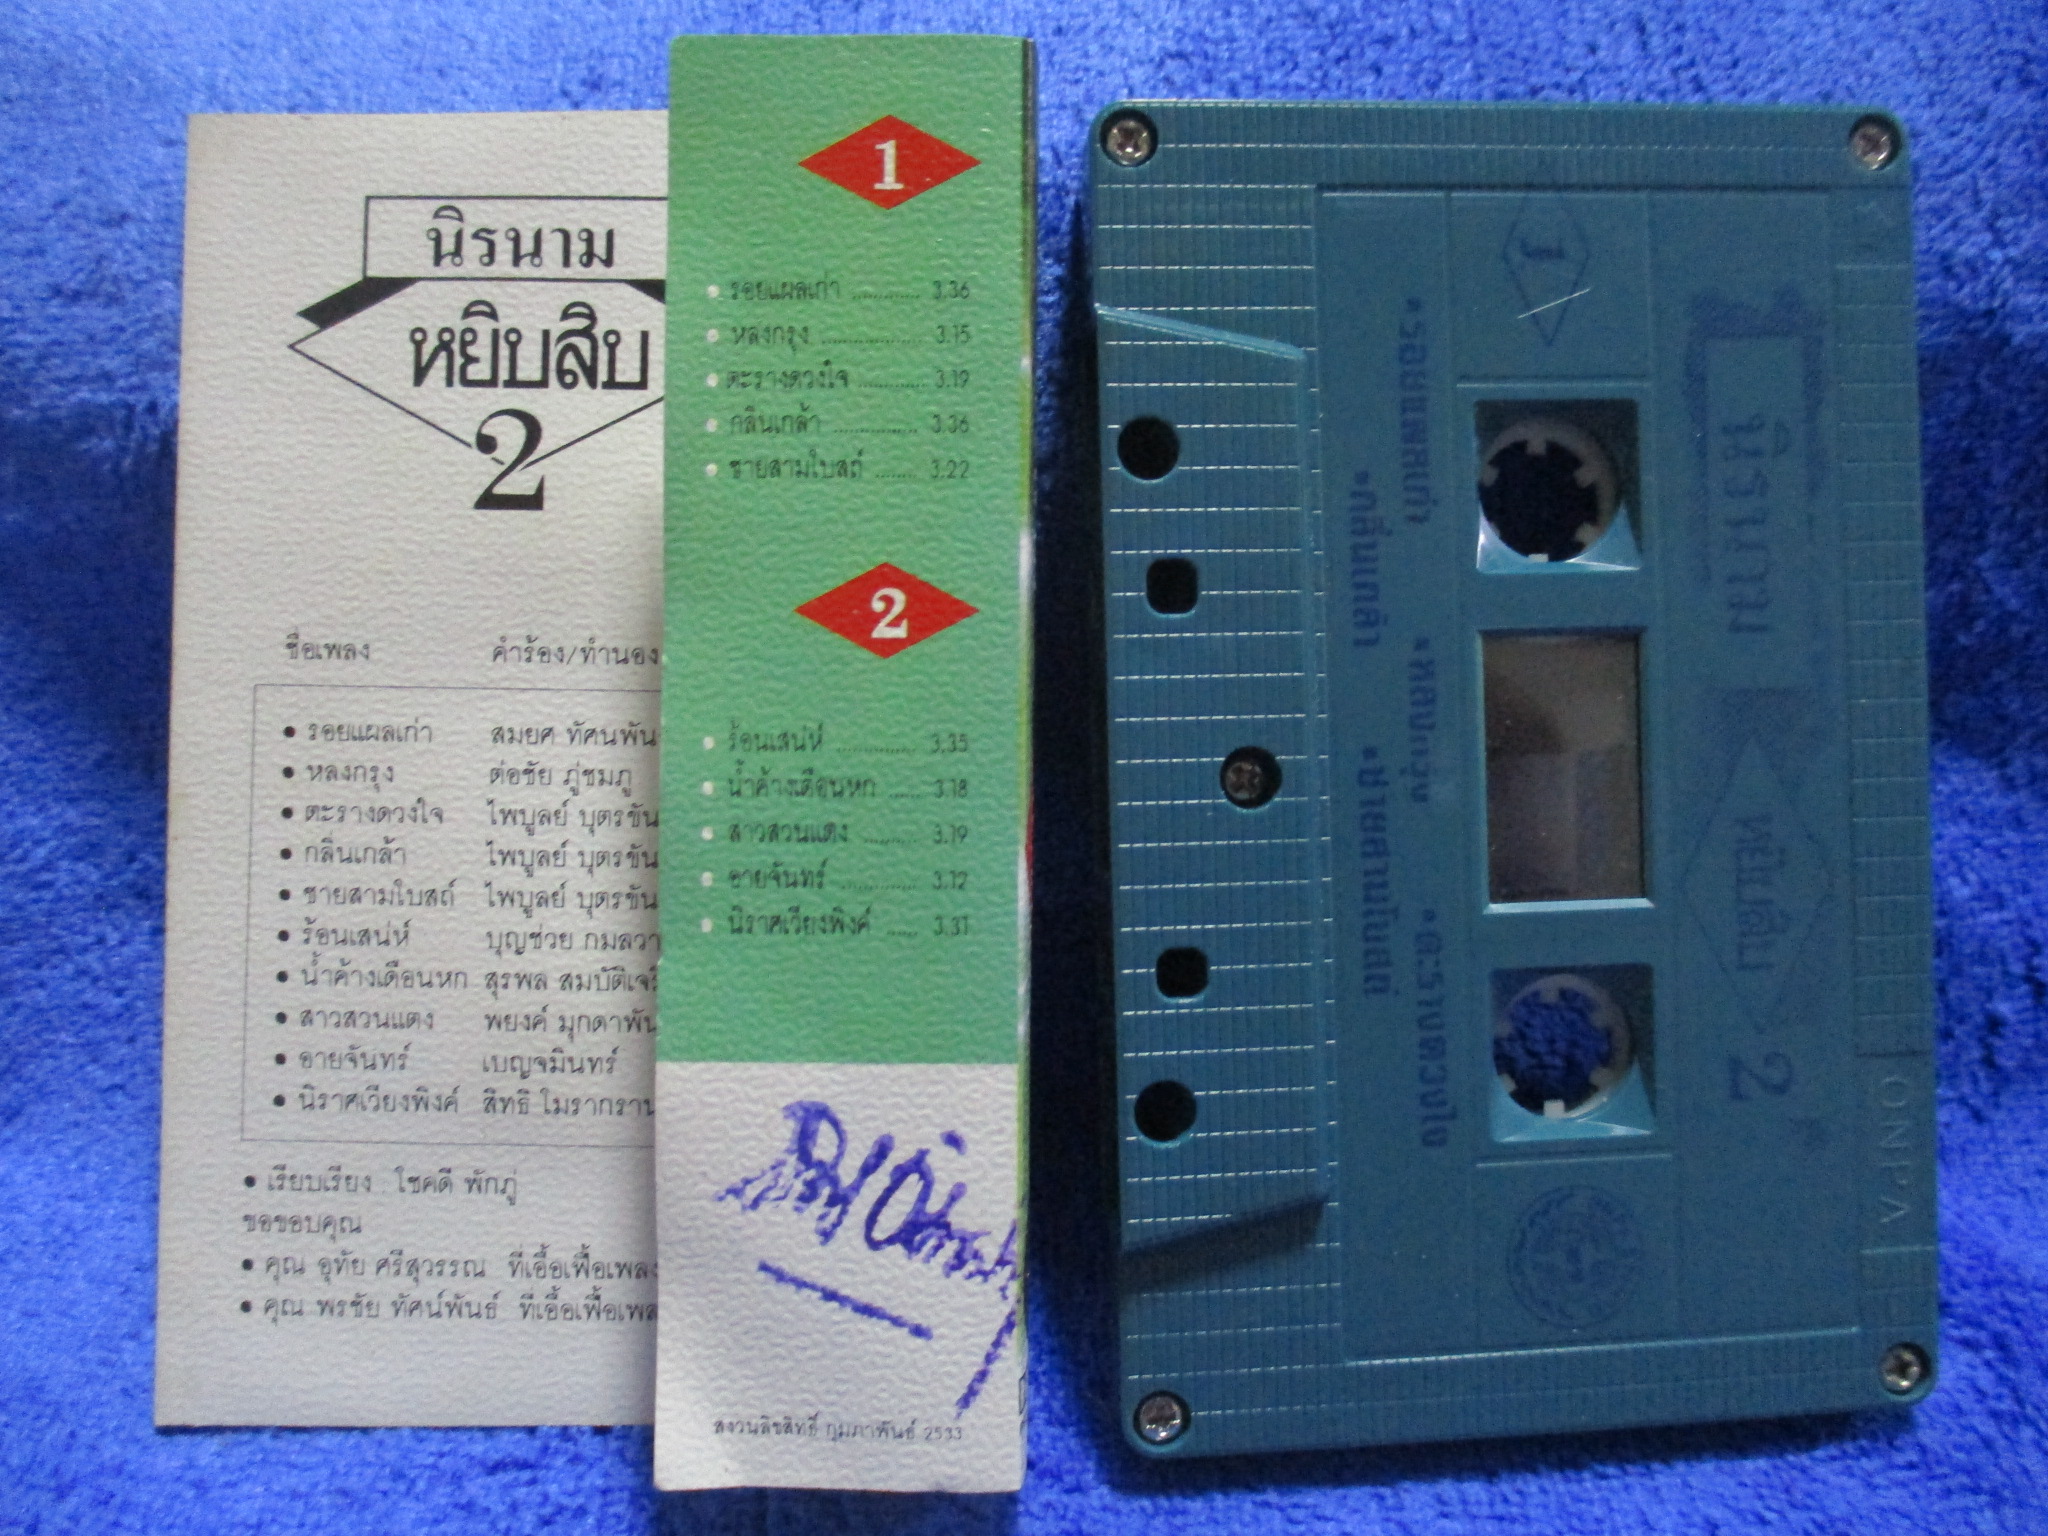 นิรนาม
หยิบสิบ
2
ชื่อเพลง คำร้อง/ทำนอง
• รอยแผลเก่า สมยศ ทัศนพัน
• หลงกรุง ต่อชัย ภู่ชมภู
• ตะรางดวงใจ ไพบูลย์ บุตรขัน
• กลิ่นเกล้า ไพบูลย์ บุตรขัน
• ชายสามโบสถ์ ไพบูลย์ บุตรขัน
• ร้อนเสน่ห์ บุญช่วย กมลวา
• น้ำค้างเดือนหก สุรพล สมบัติเจริ
• สาวสวนแตง พยงค์ มุกดาพัน
• อายจันทร์ เบญจมินทร์
• นิราศเวียงพิงค์ สิทธิ โมรากราน
• เรียบเรียง โชคดี พักภู่
ขอขอบคุณ
• คุณ อุทัย ศรีสุวรรณ ที่เอื้อเฟื้อเพลง
• คุณ พรชัย ทัศน์พันธ์ ที่เอื้อเฟื้อเพล
1
• รอยแผลเก่า ............ 3.36
• หลงกรุง .................. 3.15
• ตะรางดวงใจ ............ 3.19
• กลิ่นเกล้า ............... 3.36
• ชายสามโบสถ์ ........ 3.22
2
• ร้อนเสน่ห์ .............. 3.35
• น้ำค้างเดือนหก ...... 3.18
• สาวสวนแตง .......... 3.19
• อายจันทร์ .............. 3.12
• นิราศเวียงพิงค์ ...... 3.31
สงวนลิขสิทธิ์ กุมภาพันธ์ 2533
1
นิรนาม
หยิบสิบ
2
• รอยแผลเก่า • หลงกรุง • ตะรางดวงใจ
• กลิ่นเกล้า • ชายสามโบสถ์
ONPA